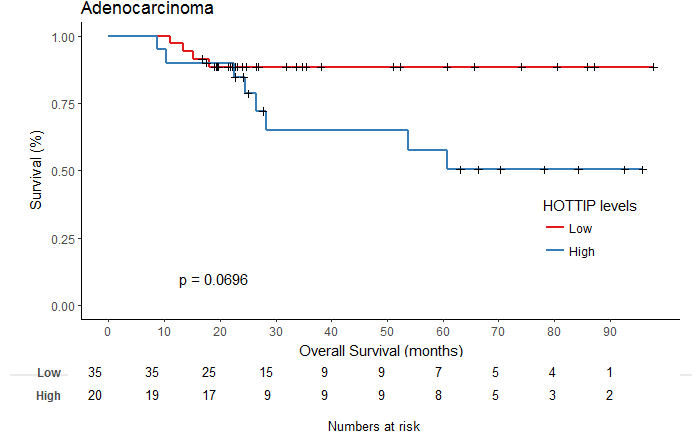 Adenocarcinoma
1.00
0.75
0.50
0.25
0.00
Survival (%)
HOTTIP levels
Low
High
p = 0.0696
0 10 20 30 40 50 60 70 80 90
Overall Survival (months)
Low 35 35 25 15 9 9 7 5 4 1
High 20 19 17 9 9 9 8 5 3 2
Numbers at risk